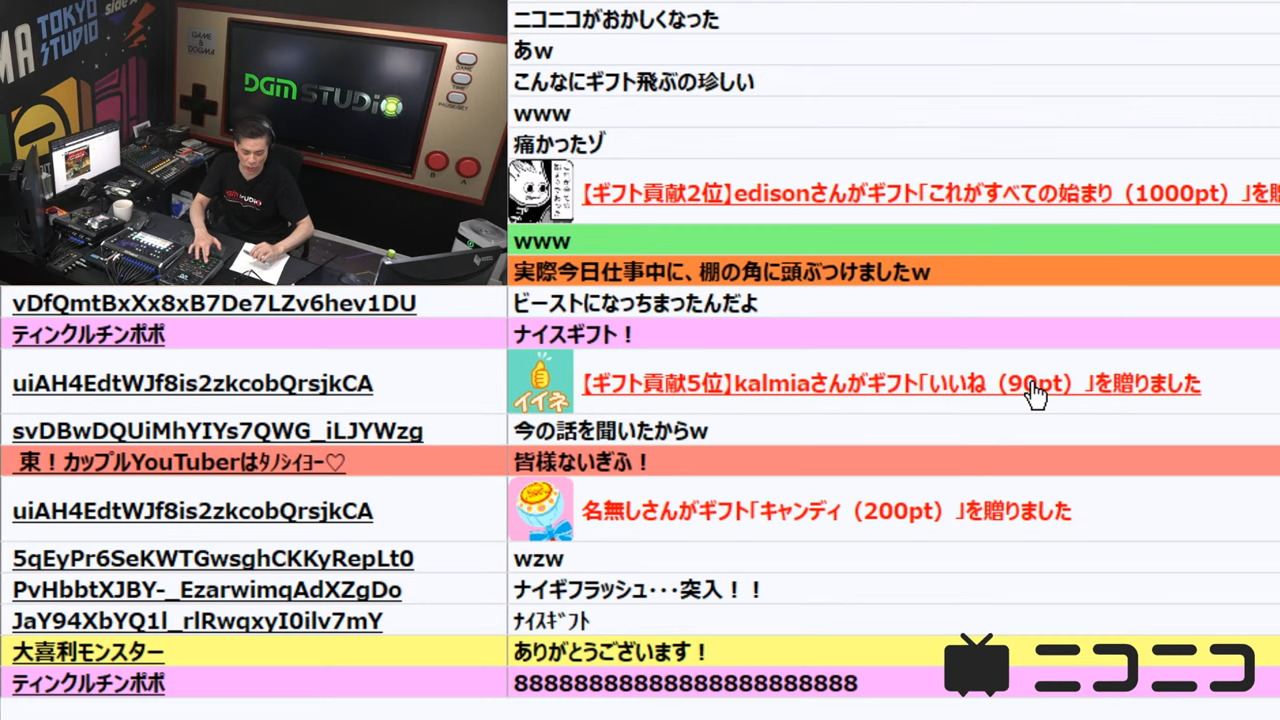 TOKYO
STUDIO
side A
MA
GAME
&
DOGMA
DGM STUDIO
GAME
TIME
PAUSE/SET
B
A
DGM STUDIO
ニコニコがおかしくなった
あw
こんなにギフト飛ぶの珍しい
www
痛かったゾ
【ギフト貢献2位】edisonさんがギフト「これがすべての始まり（1000pt）」を贈
www
実際今日仕事中に、棚の角に頭ぶつけましたw
vDfQmtBxXx8xB7De7LZv6hev1DU ビーストになっちまったんだよ
ティンクルチンポポ ナイスギフト！
uiAH4EdtWJf8is2zkcobQrsjkCA イイネ 【ギフト貢献5位】kalmiaさんがギフト「いいね（90pt）」を贈りました
svDBwDQUiMhYIYs7QWG_iLJYWzg 今の話を聞いたからw
東！カップルYouTuberはﾀﾉｼｲﾖｰ♡ 皆様ないぎふ！
uiAH4EdtWJf8is2zkcobQrsjkCA 名無しさんがギフト「キャンディ（200pt）」を贈りました
5qEyPr6SeKWTGwsghCKKyRepLt0 wzw
PvHbbtXJBY-_EzarwimqAdXZgDo ナイギフラッシュ･･･突入！！
JaY94XbYQ1l_rlRwqxyI0ilv7mY ﾅｲｽｷﾞﾌﾄ
大喜利モンスター ありがとうございます！
ティンクルチンポポ 88888888888888888888888
ニコニコ